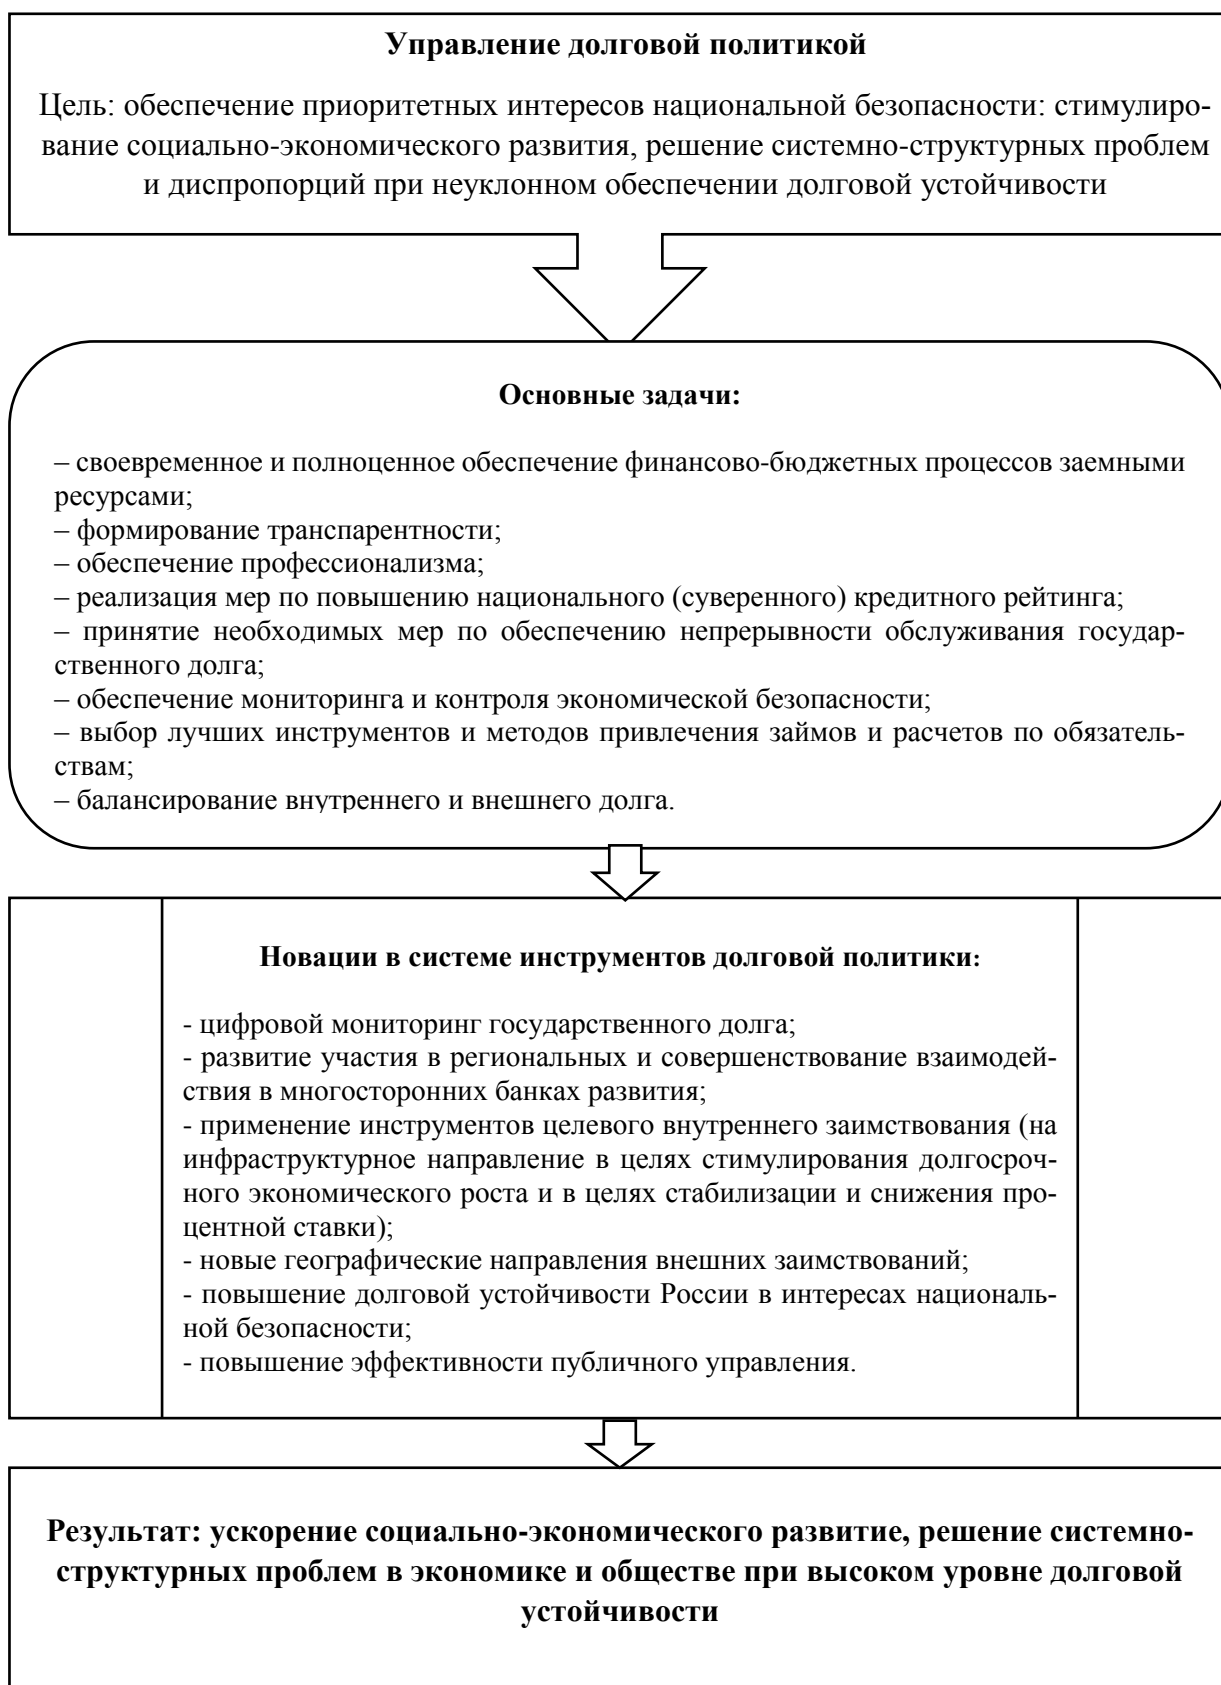 Управление долговой политикой
Цель: обеспечение приоритетных интересов национальной безопасности: стимулиро-
вание социально-экономического развития, решение системно-структурных проблем
и диспропорций при неуклонном обеспечении долговой устойчивости
Основные задачи:
– своевременное и полноценное обеспечение финансово-бюджетных процессов заемными
ресурсами;
– формирование транспарентности;
– обеспечение профессионализма;
– реализация мер по повышению национального (суверенного) кредитного рейтинга;
– принятие необходимых мер по обеспечению непрерывности обслуживания государ-
ственного долга;
– обеспечение мониторинга и контроля экономической безопасности;
– выбор лучших инструментов и методов привлечения займов и расчетов по обязатель-
ствам;
– балансирование внутреннего и внешнего долга.
Новации в системе инструментов долговой политики:
- цифровой мониторинг государственного долга;
- развитие участия в региональных и совершенствование взаимодей-
ствия в многосторонних банках развития;
- применение инструментов целевого внутреннего заимствования (на
инфраструктурное направление в целях стимулирования долгосроч-
ного экономического роста и в целях стабилизации и снижения про-
центной ставки);
- новые географические направления внешних заимствований;
- повышение долговой устойчивости России в интересах националь-
ной безопасности;
- повышение эффективности публичного управления.
Результат: ускорение социально-экономического развитие, решение системно-
структурных проблем в экономике и обществе при высоком уровне долговой
устойчивости